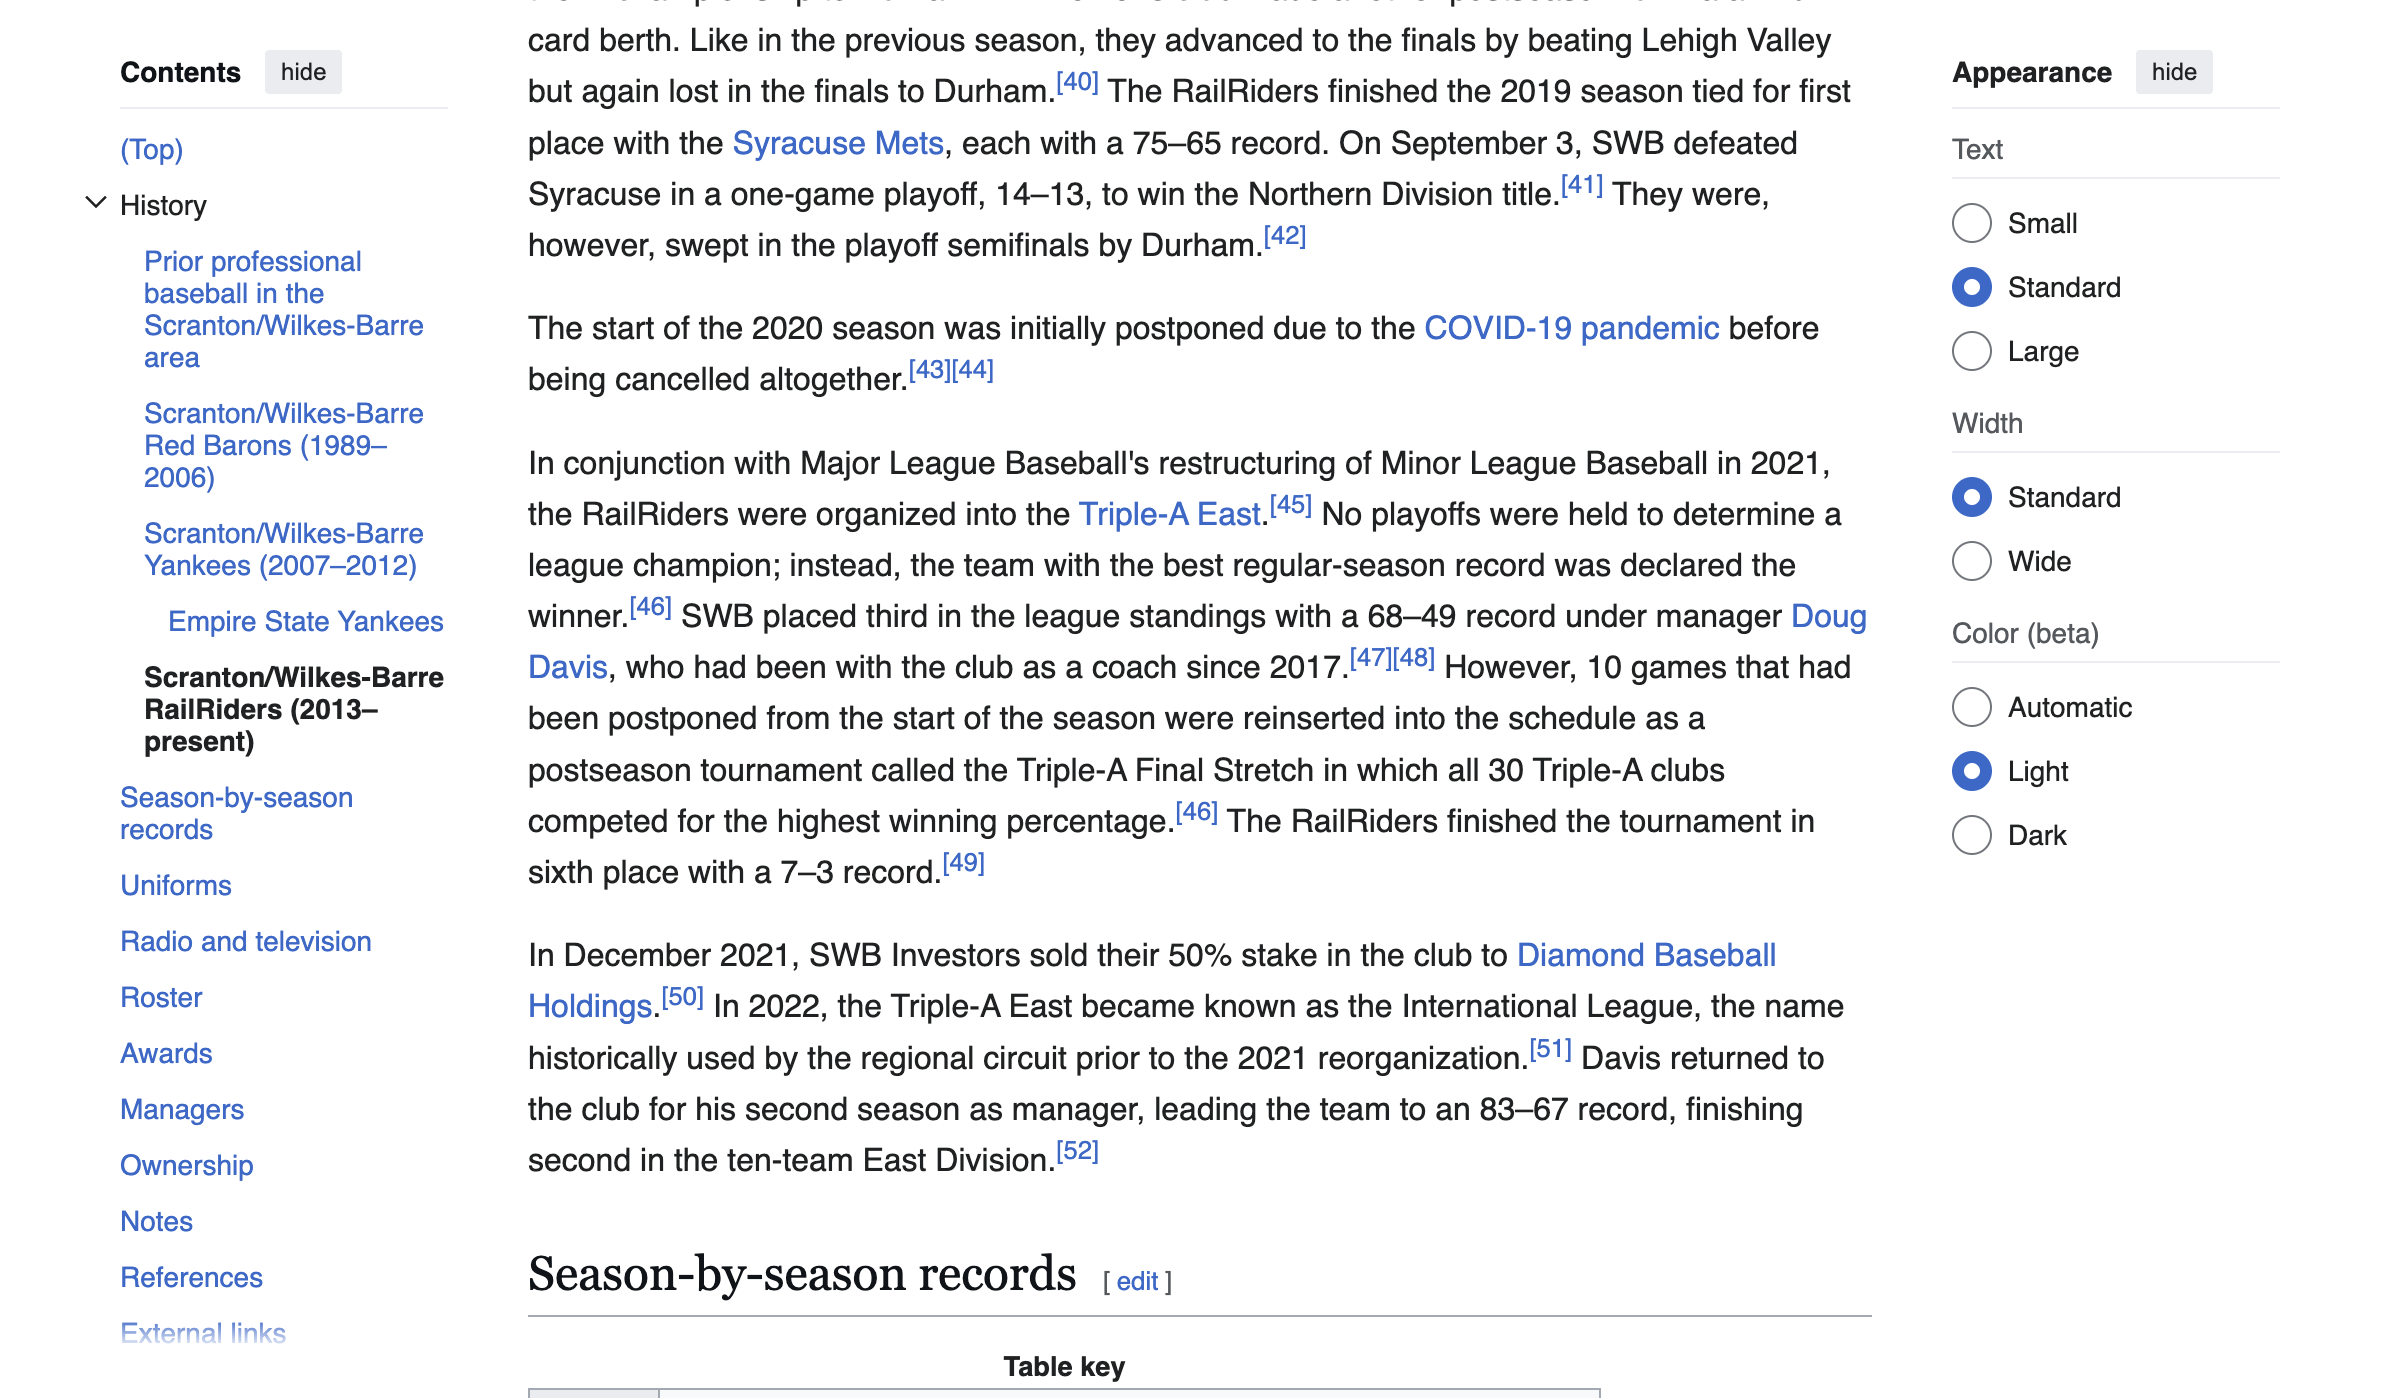 Contents hide
(Top)
History
Prior professional
baseball in the
Scranton/Wilkes-Barre
area
Scranton/Wilkes-Barre
Red Barons (1989–
2006)
Scranton/Wilkes-Barre
Yankees (2007–2012)
Empire State Yankees
Scranton/Wilkes-Barre
RailRiders (2013–
present)
Season-by-season
records
Uniforms
Radio and television
Roster
Awards
Managers
Ownership
Notes
References
External links
card berth. Like in the previous season, they advanced to the finals by beating Lehigh Valley
but again lost in the finals to Durham.[40] The RailRiders finished the 2019 season tied for first
place with the Syracuse Mets, each with a 75–65 record. On September 3, SWB defeated
Syracuse in a one-game playoff, 14–13, to win the Northern Division title.[41] They were,
however, swept in the playoff semifinals by Durham.[42]
The start of the 2020 season was initially postponed due to the COVID-19 pandemic before
being cancelled altogether.[43][44]
In conjunction with Major League Baseball's restructuring of Minor League Baseball in 2021,
the RailRiders were organized into the Triple-A East.[45] No playoffs were held to determine a
league champion; instead, the team with the best regular-season record was declared the
winner.[46] SWB placed third in the league standings with a 68–49 record under manager Doug
Davis, who had been with the club as a coach since 2017.[47][48] However, 10 games that had
been postponed from the start of the season were reinserted into the schedule as a
postseason tournament called the Triple-A Final Stretch in which all 30 Triple-A clubs
competed for the highest winning percentage.[46] The RailRiders finished the tournament in
sixth place with a 7–3 record.[49]
In December 2021, SWB Investors sold their 50% stake in the club to Diamond Baseball
Holdings.[50] In 2022, the Triple-A East became known as the International League, the name
historically used by the regional circuit prior to the 2021 reorganization.[51] Davis returned to
the club for his second season as manager, leading the team to an 83–67 record, finishing
second in the ten-team East Division.[52]
Season-by-season records [ edit ]
Table key
Appearance hide
Text
Small
Standard
Large
Width
Standard
Wide
Color (beta)
Automatic
Light
Dark